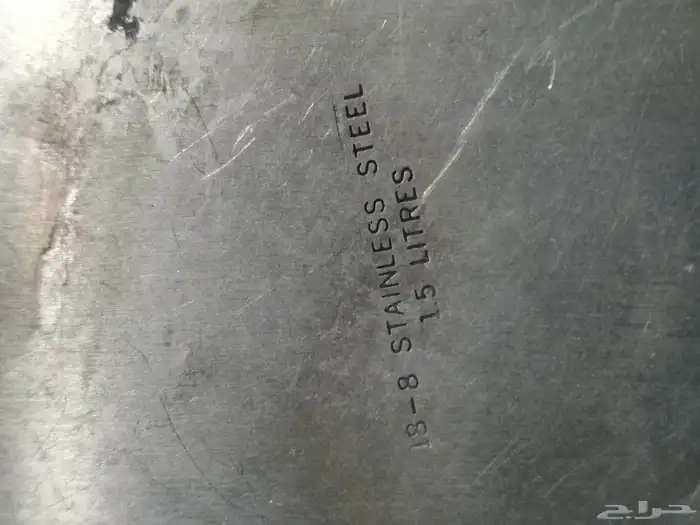 18-8 STAINLESS STEEL
1.5 LITRES
حراج